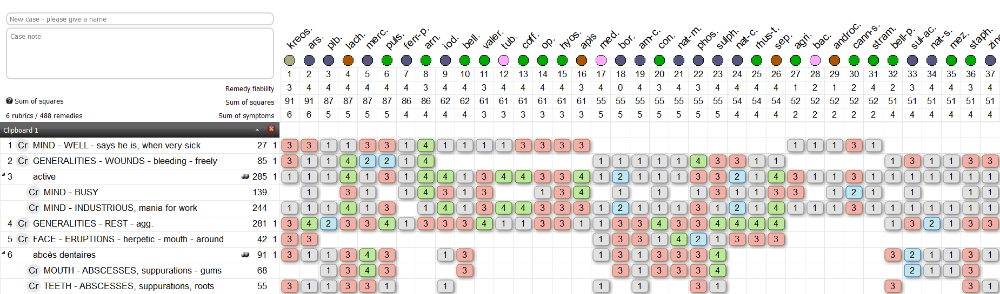 New case - please give a name
Case note
kreos. ars. plb. lach. merc. puls. ferr-p. arn. iod. bell. valer. tub. coff. op. hyos. apis med. bor. am-c. con. nat-m. phos. sulph. nat-c. rhus-t. sep. agri. bac. androc. cann-s. stram. bell-p. sul-ac. nat-s. mez. staph. zin
1 2 3 4 5 6 7 8 9 10 11 12 13 14 15 16 17 18 19 20 21 22 23 24 25 26 27 28 29 30 31 32 33 34 35 36 37
Remedy fiability 3 4 4 4 4 4 4 3 4 4 3 4 4 4 4 3 4 0 4 3 4 3 4 4 4 4 1 2 1 2 4 2 3 4 4 3 4
? Sum of squares Sum of squares 91 91 87 87 87 87 86 86 62 62 61 61 61 61 61 61 55 55 55 55 55 55 55 54 54 54 52 52 52 52 52 51 51 51 51 51 51
6 rubrics / 488 remedies Sum of symptoms 6 6 5 5 5 5 4 4 4 4 3 3 3 3 3 3 5 5 5 5 5 5 5 4 4 4 2 2 2 2 2 4 4 4 4 4 4
Clipboard 1
1 Cr MIND - WELL - says he is, when very sick 27 1 3 3 1 1 3 3 1 4 1 1 1 1 3 3 3 3 1 1 1 3 1
2 Cr GENERALITIES - WOUNDS - bleeding - freely 85 1 3 1 1 4 2 2 1 4 1 1 1 1 1 4 3 3 1 1 1 3 1 1 3 3
3 active 285 1 1 1 1 4 1 3 1 4 4 1 3 4 4 3 3 4 1 2 1 1 1 3 3 2 1 4 3 1 1 3 1 1 1 1 1 1 1
Cr MIND - BUSY 139 1 3 1 1 4 3 1 3 1 3 4 1 1 1 3 1 1 3 3 1 2 1 1 1 1
Cr MIND - INDUSTRIOUS, mania for work 244 1 1 1 4 1 3 1 4 1 3 4 4 3 3 3 1 2 1 1 1 3 1 2 1 4 1 1 1 3 1 1 1 1 1 1 1
4 Cr GENERALITIES - REST - agg. 281 1 3 4 2 3 3 4 1 3 3 3 4 1 1 3 3 1 1 3 3 4 3 3 4 4 4 4 1 3 2 1 3 3
5 Cr FACE - ERUPTIONS - herpetic - mouth - around 42 1 3 3 1 3 3 1 4 2 1 3 3 3
6 abcès dentaires 91 1 3 1 1 3 4 3 1 3 1 3 1 3 3 3 4 3 2 1 1 3 1
Cr MOUTH - ABSCESSES, suppurations - gums 68 1 3 4 3 3 3 1 3 3 3 4 2 1 1 3
Cr TEETH - ABSCESSES, suppurations, roots 55 3 1 1 3 3 1 1 1 1 3 1 3 3 1